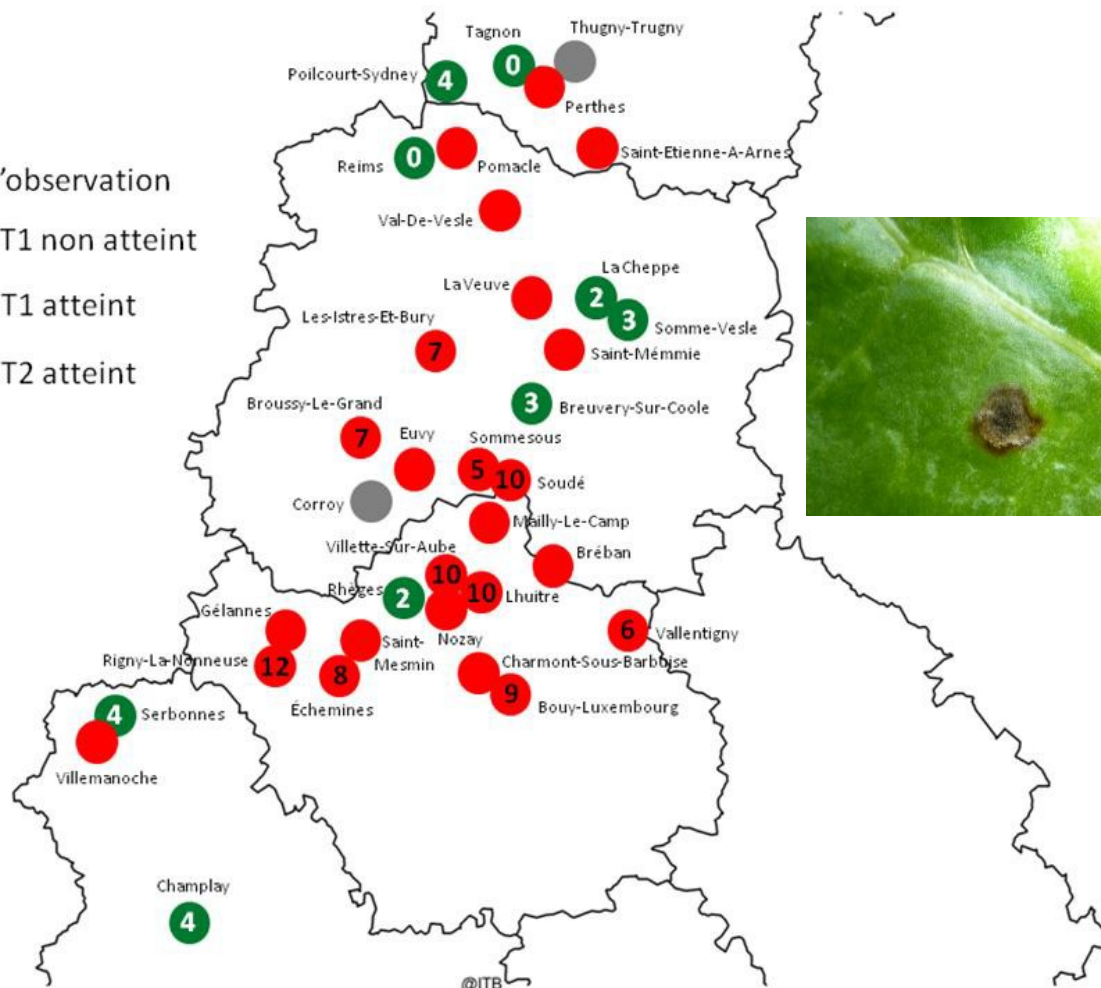 Thugny-Trugny
Tagnon
0
Poilcourt-Sydney
4
Perthes
Reims
0
Pomacle
Saint-Etienne-A-Arnes
'observation
T1 non atteint
T1 atteint
T2 atteint
Val-De-Vesle
La Cheppe
La Veuve
2
3
Somme-Vesle
Les-Istres-Et-Bury
7
Saint-Mémmie
Broussy-Le-Grand
7
3
Breuvery-Sur-Coole
Euvy
Sommesous
5
10
Soudé
Corroy
Mailly-Le-Camp
Villette-Sur-Aube
10
Bréban
Rhèges
2
10
Lhuitre
Gélannes
Nozay
Saint-
Mesmin
6
Vallentigny
Rigny-La-Nonneuse
12
8
Échemines
Charmont-Sous-Barbuise
9
Bouy-Luxembourg
4
Serbonnes
Villemanoche
Champlay
4
@ITB